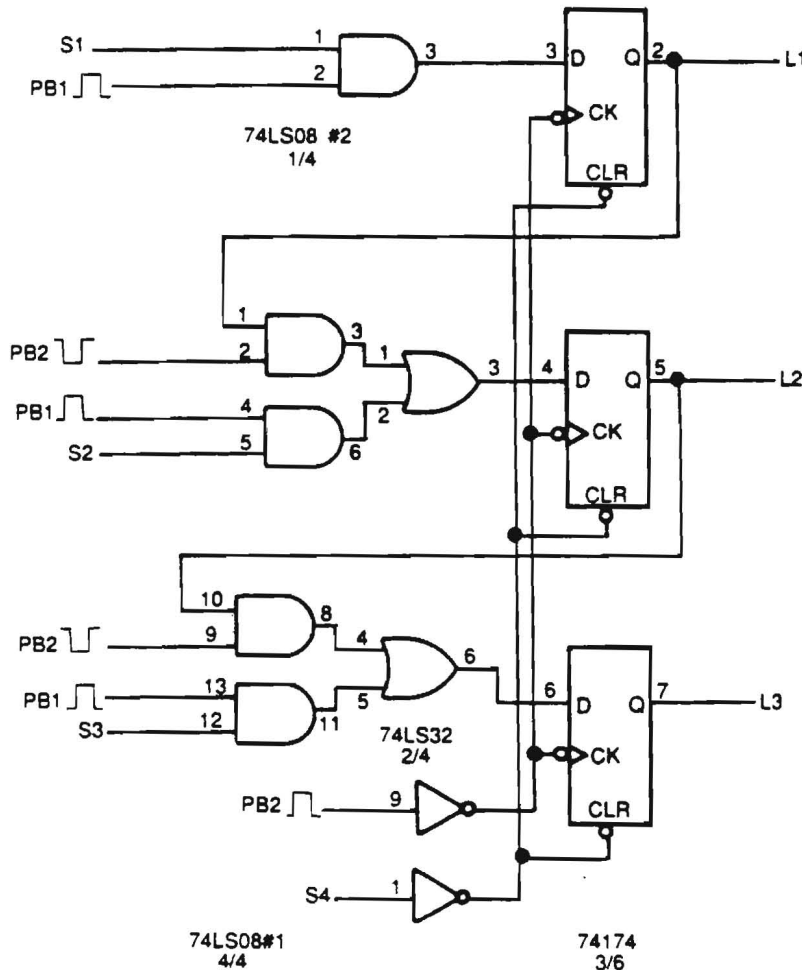 S1 1 3 3 D Q 2 L1
PB1 2
CK
74LS08 #2
1/4
CLR
1 3
PB2 2 1 3 4 D Q 5 L2
PB1 4 2
S2 5 6 CK
CLR
10 8
PB2 9 4 6
PB1 13 5 6 D Q 7 L3
S3 12 11 74LS32
2/4 CK
PB2 9
CLR
S4 1
74LS08#1 74174
4/4 3/6